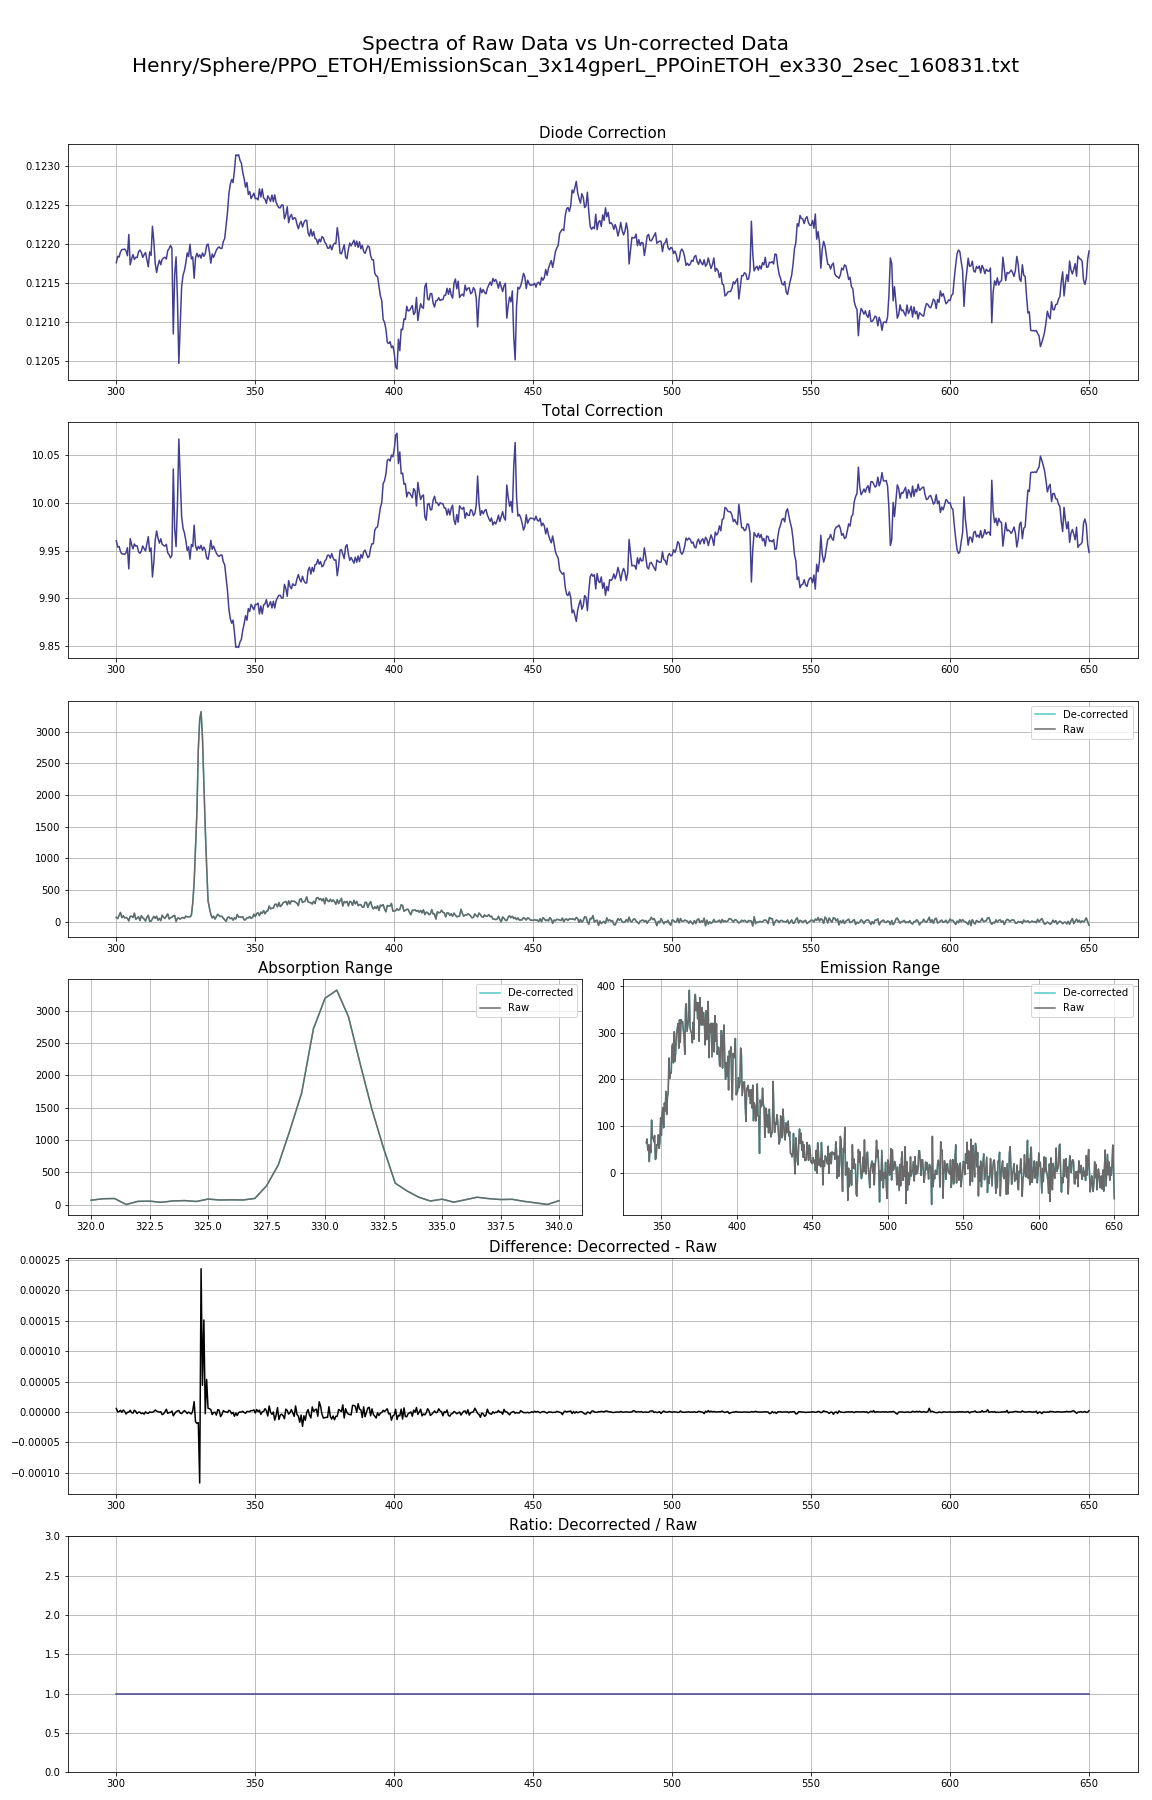 Spectra of Raw Data vs Un-corrected Data
Henry/Sphere/PPO_ETOH/EmissionScan_3x14gperL_PPOinETOH_ex330_2sec_160831.txt
Diode Correction
0.1230
0.1225
0.1220
0.1215
0.1210
0.1205
300 350 400 450 500 550 600 650
Total Correction
10.05
10.00
9.95
9.90
9.85
300 350 400 450 500 550 600 650
De-corrected
Raw
3000
2500
2000
1500
1000
500
0
300 350 400 450 500 550 600 650
Absorption Range
De-corrected
Raw
3000
2500
2000
1500
1000
500
0
320.0 322.5 325.0 327.5 330.0 332.5 335.0 337.5 340.0
Emission Range
De-corrected
Raw
400
300
200
100
0
350 400 450 500 550 600 650
Difference: Decorrected - Raw
0.00025
0.00020
0.00015
0.00010
0.00005
0.00000
−0.00005
−0.00010
300 350 400 450 500 550 600 650
Ratio: Decorrected / Raw
3.0
2.5
2.0
1.5
1.0
0.5
0.0
300 350 400 450 500 550 600 650